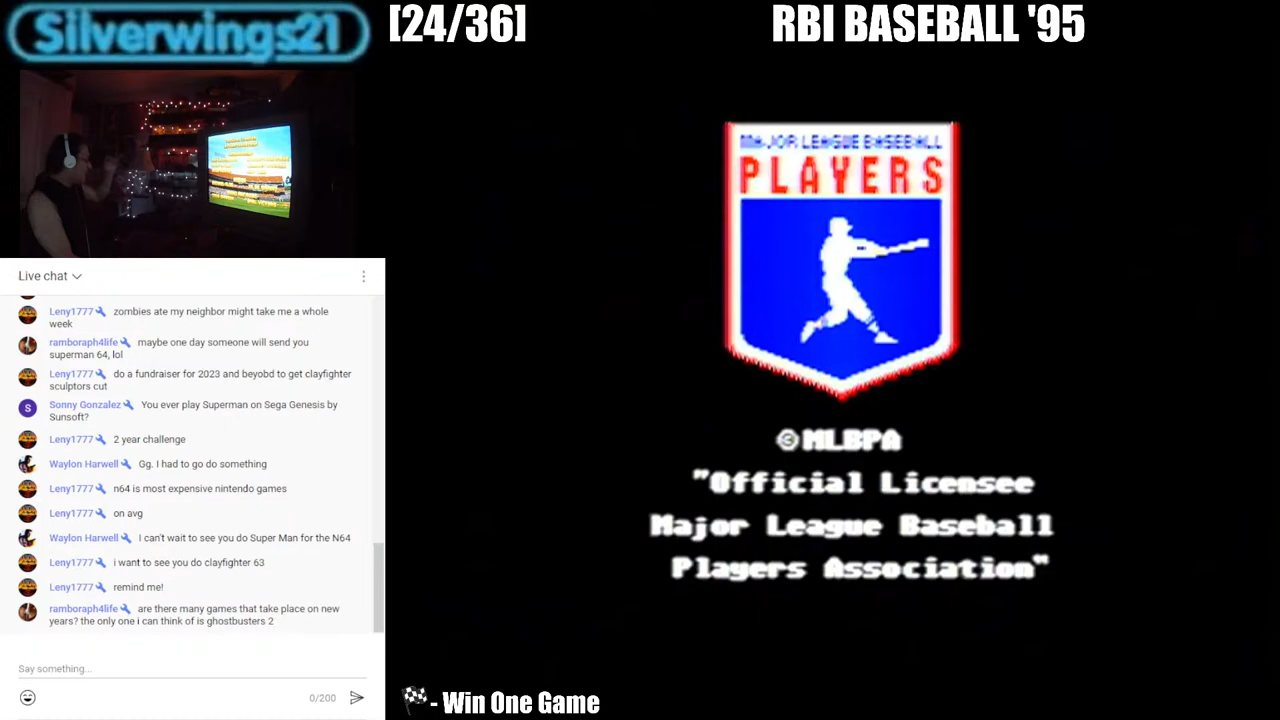 Silverwings21
[24/36]
RBI BASEBALL '95
MAJOR LEAGUE BASEBALL
PLAYERS
©MLBPA
"Official Licensee
Major League Baseball
Players Association"
Live chat
Leny1777 zombies ate my neighbor might take me a whole
week
ramboraph4life maybe one day someone will send you
superman 64, lol
Leny1777 do a fundraiser for 2023 and beyobd to get clayfighter
sculptors cut
S
Sonny Gonzalez You ever play Superman on Sega Genesis by
Sunsoft?
Leny1777 2 year challenge
Waylon Harwell Gg. I had to go do something
Leny1777 n64 is most expensive nintendo games
Leny1777 on avg
Waylon Harwell I can't wait to see you do Super Man for the N64
Leny1777 i want to see you do clayfighter 63
Leny1777 remind me!
ramboraph4life are there many games that take place on new
years? the only one i can think of is ghostbusters 2
Say something...
0/200
- Win One Game